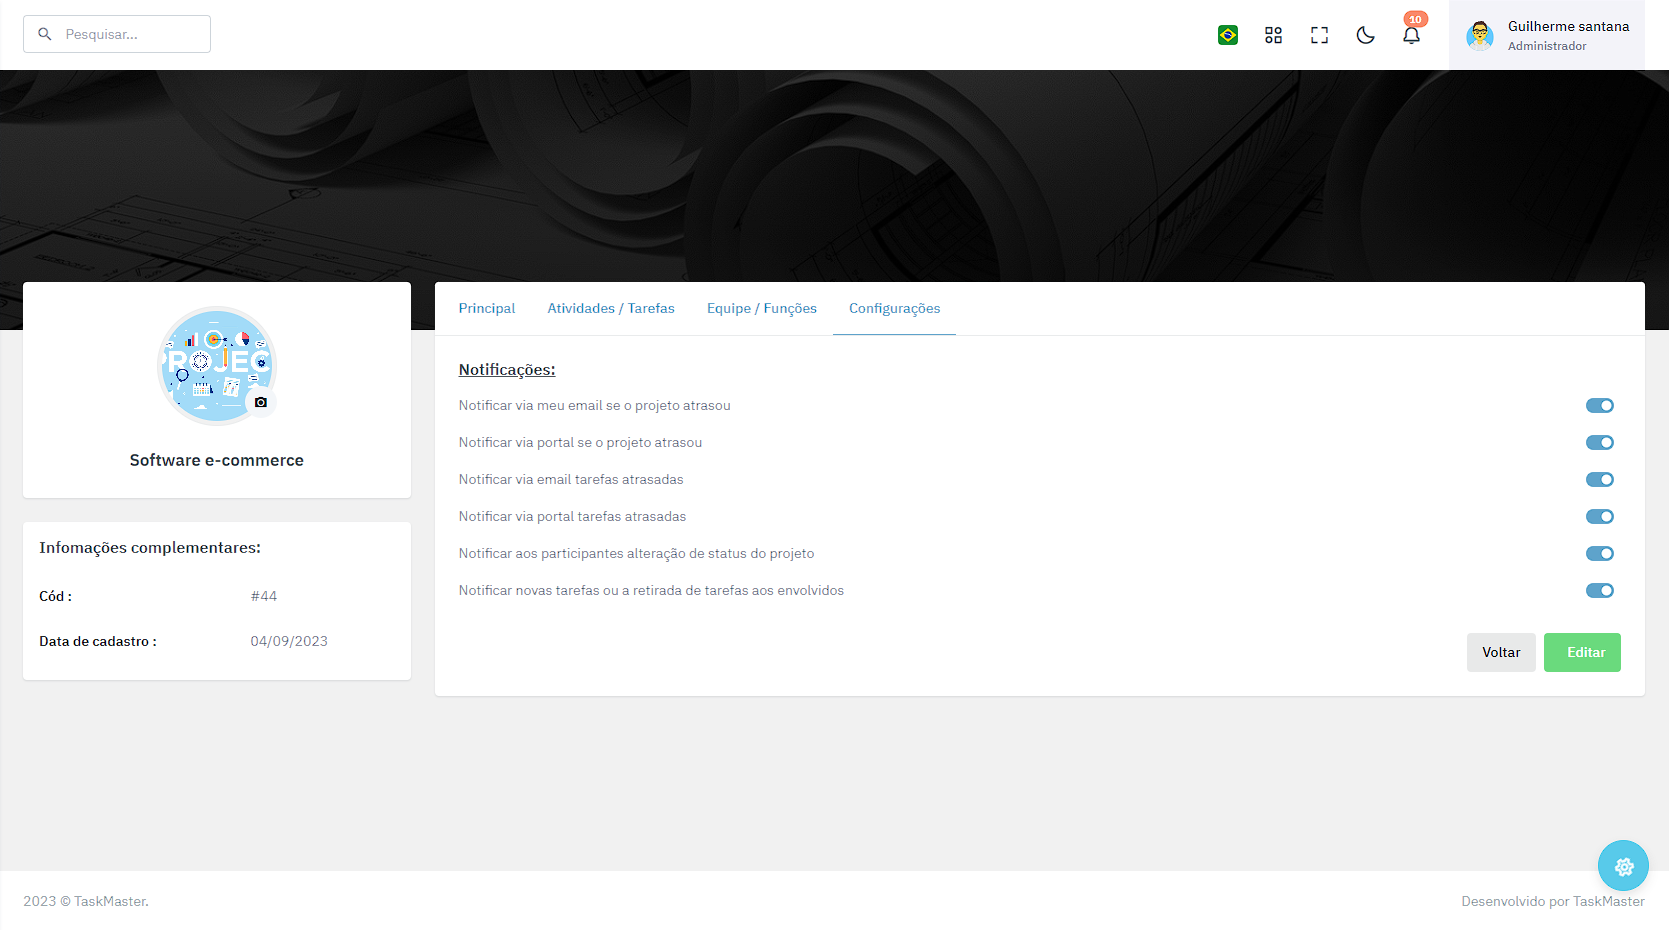 Pesquisar...
10
Guilherme santana
Administrador
PROJEC
Software e-commerce
Infomações complementares:
Cód :
#44
Data de cadastro :
04/09/2023
Principal
Atividades / Tarefas
Equipe / Funções
Configurações
Notificações:
Notificar via meu email se o projeto atrasou
Notificar via portal se o projeto atrasou
Notificar via email tarefas atrasadas
Notificar via portal tarefas atrasadas
Notificar aos participantes alteração de status do projeto
Notificar novas tarefas ou a retirada de tarefas aos envolvidos
Voltar
Editar
2023 © TaskMaster.
Desenvolvido por TaskMaster